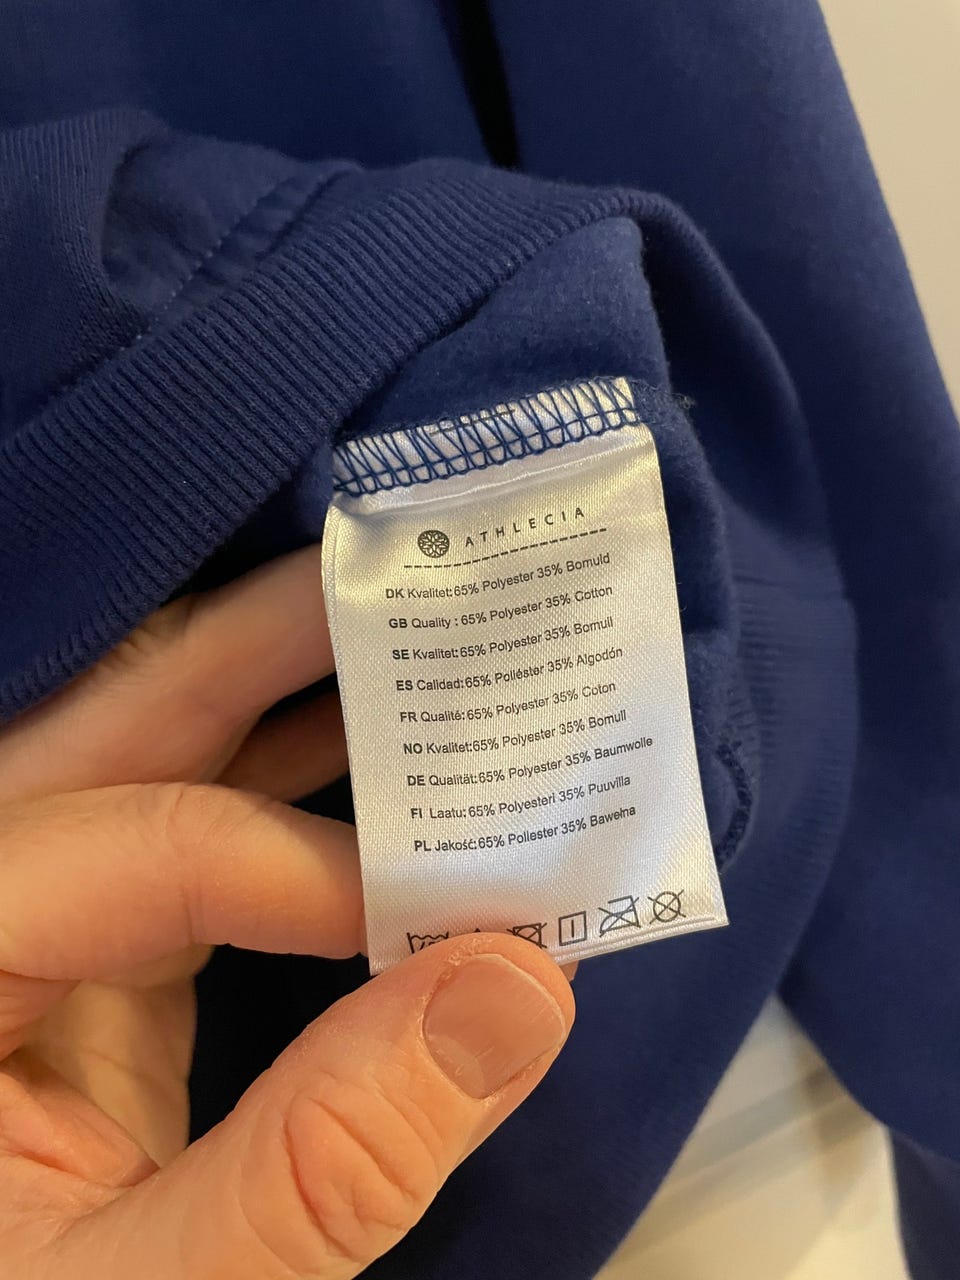 ATHLECIA
DK Kvalitet: 65% Polyester 35% Bomuld
GB Quality : 65% Polyester 35% Cotton
SE Kvalitet: 65% Polyester 35% Bomull
ES Calidad: 65% Poliéster 35% Algodón
FR Qualité: 65% Polyester 35% Coton
NO Kvalitet: 65% Polyester 35% Bomull
DE Qualität: 65% Polyester 35% Baumwolle
FI Laatu: 65% Polyesteri 35% Puuvilla
PL Jakość: 65% Poliester 35% Bawełna